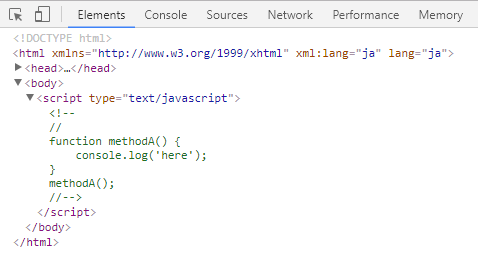 Elements Console Sources Network Performance Memory
<!DOCTYPE html>
<html xmlns="http://www.w3.org/1999/xhtml" xml:lang="ja" lang="ja">
<head>…</head>
<body>
<script type="text/javascript">
<!--
//
function methodA() {
console.log('here');
}
methodA();
//-->
</script>
</body>
</html>